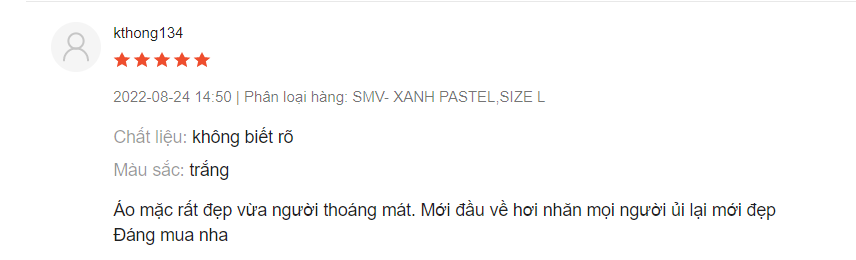 kthong134
2022-08-24 14:50 | Phân loại hàng: SMV- XANH PASTEL,SIZE L
Chất liệu: không biết rõ
Màu sắc: trắng
Áo mặc rất đẹp vừa người thoáng mát. Mới đầu về hơi nhăn mọi người ủi lại mới đẹp
Đáng mua nha